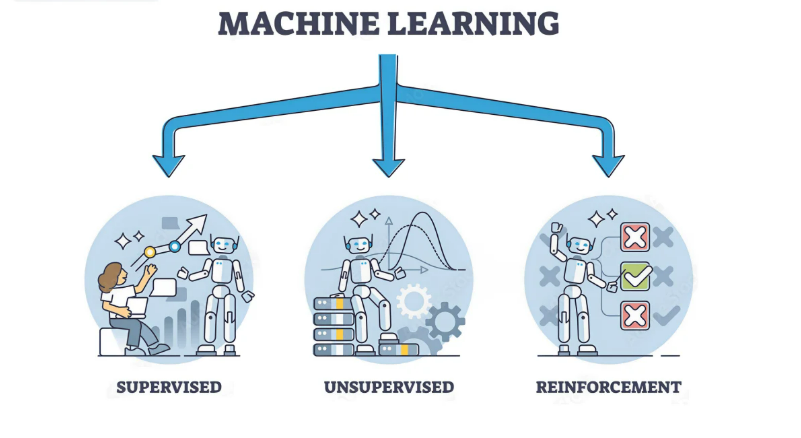 MACHINE LEARNING
SUPERVISED
UNSUPERVISED
REINFORCEMENT